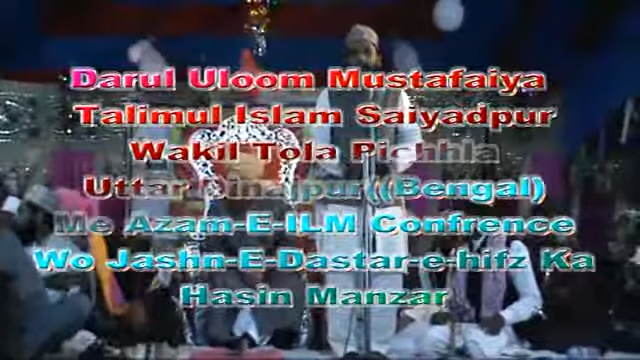 Darul Uloom Mustafaiya
Talimul Islam Saiyadpur
Wakil Tola Pichhla
Uttar Dinajpur((Bengal)
Me Azam-E-ILM Confrence
Wo Jashn-E-Dastar-e-hifz Ka
Hasin Manzar